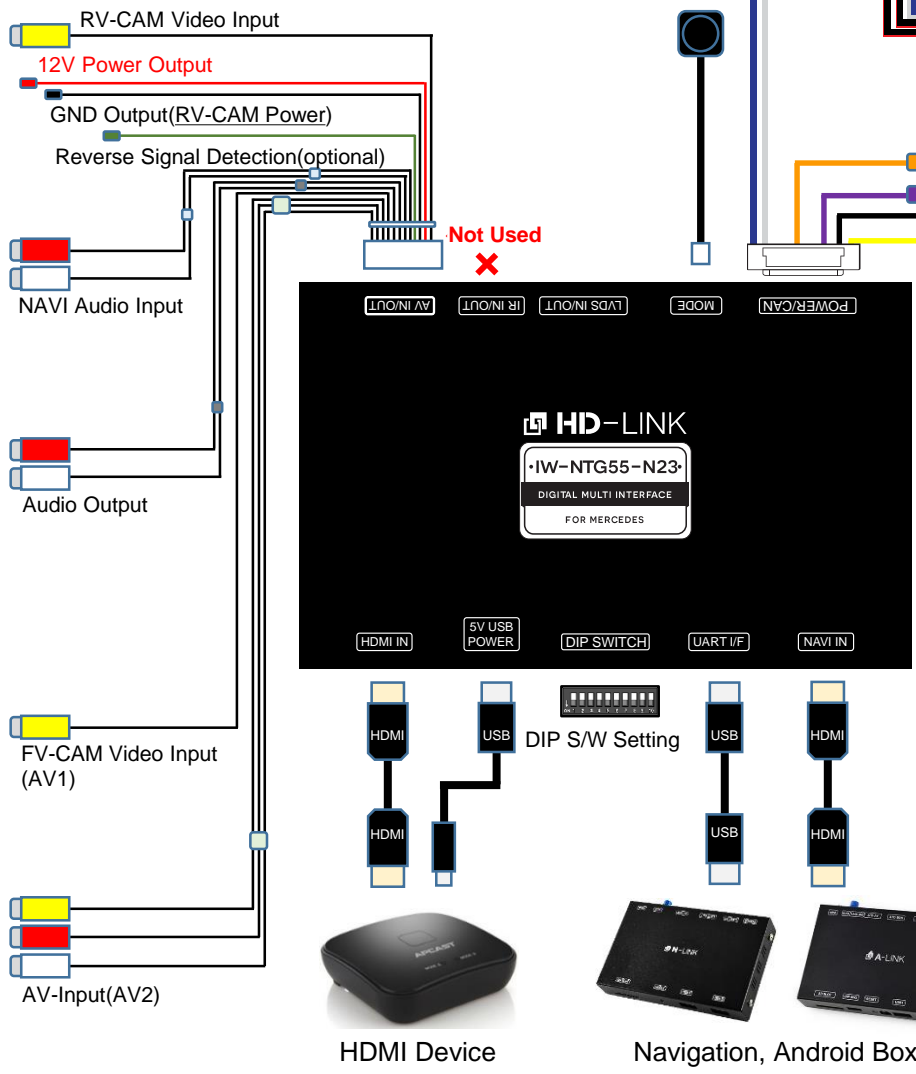 RV-CAM Video Input
12V Power Output
GND Output(RV-CAM Power)
Reverse Signal Detection(optional)
Not Used
NAVI Audio Input
AV IN/OUT
IR IN/OUT
LVDS IN/OUT
MODE
POWER/CAN
HD-LINK
·IW-NTG55-N23·
DIGITAL MULTI INTERFACE
FOR MERCEDES
Audio Output
HDMI IN
5V USB
POWER
DIP SWITCH
UART I/F
NAVI IN
FV-CAM Video Input
(AV1)
HDMI
USB
DIP S/W Setting
USB
HDMI
HDMI
USB
HDMI
AV-Input(AV2)
APCAST
N-LINK
A-LINK
HDMI Device
Navigation, Android Box